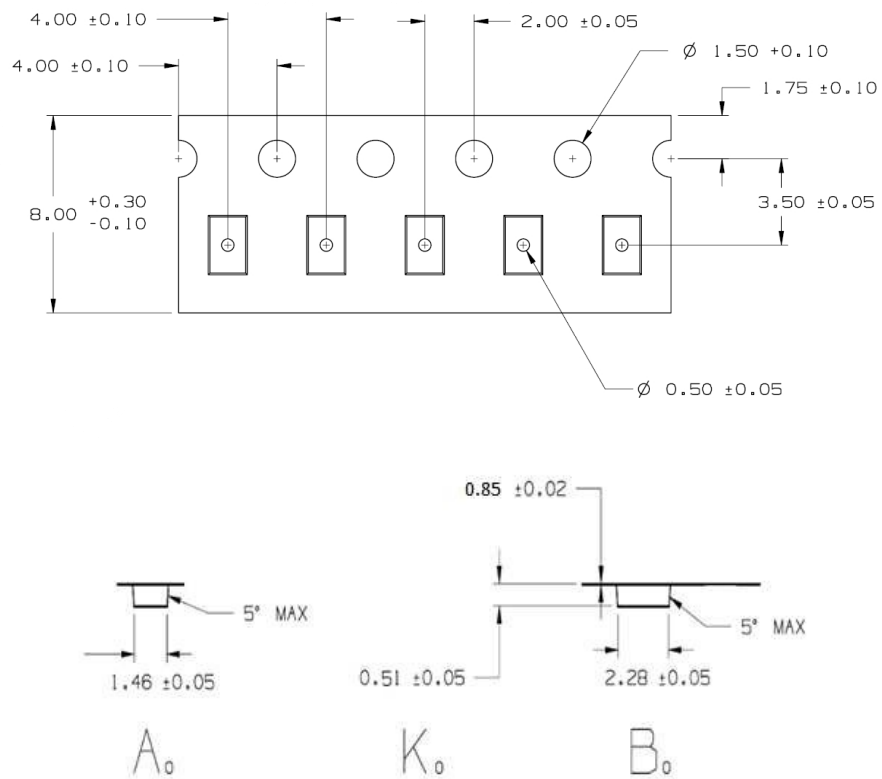 4.00 ±0.10
2.00 ±0.05
Ø 1.50 +0.10
4.00 ±0.10
1.75 ±0.10
8.00 +0.30
-0.10
3.50 ±0.05
Ø 0.50 ±0.05
0.85 ±0.02
5° MAX
5° MAX
1.46 ±0.05
0.51 ±0.05
2.28 ±0.05
A₀
K₀
B₀